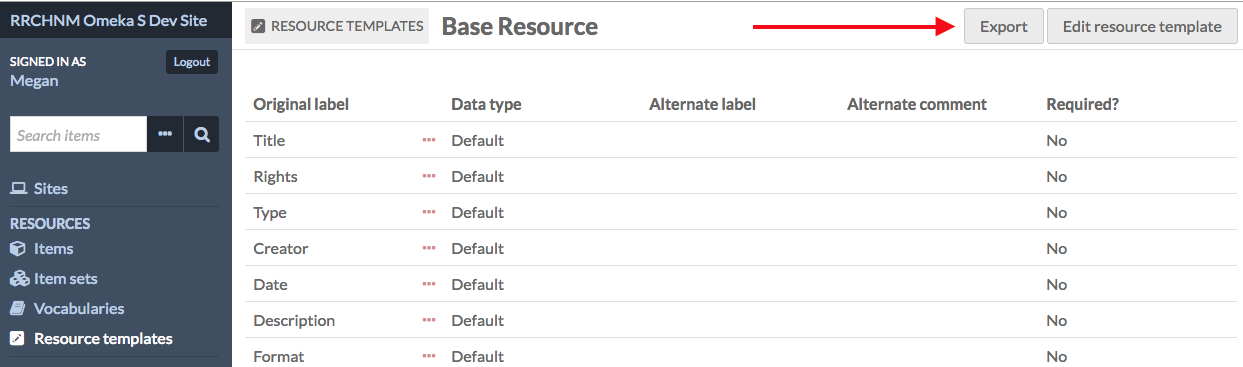 RRCHNM Omeka S Dev Site
SIGNED IN AS
Megan
Logout
Search items
Sites
RESOURCES
Items
Item sets
Vocabularies
Resource templates
RESOURCE TEMPLATES Base Resource Export Edit resource template
Original label Data type Alternate label Alternate comment Required?
Title Default No
Rights Default No
Type Default No
Creator Default No
Date Default No
Description Default No
Format Default No